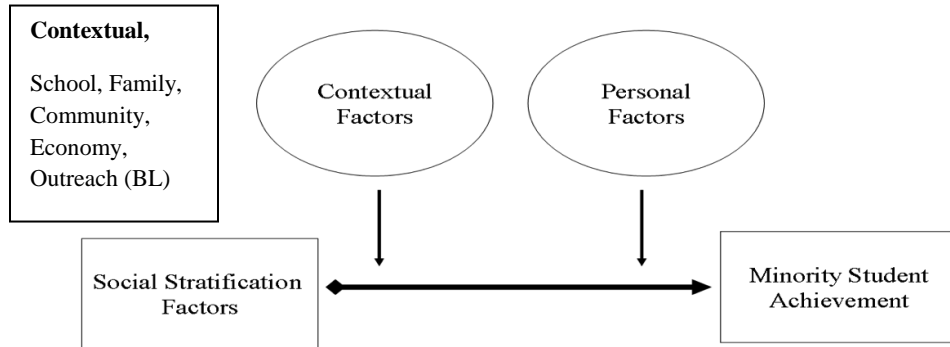 Contextual,
School, Family,
Community,
Economy,
Outreach (BL)
Contextual
Factors
Personal
Factors
Social Stratification
Factors
Minority Student
Achievement